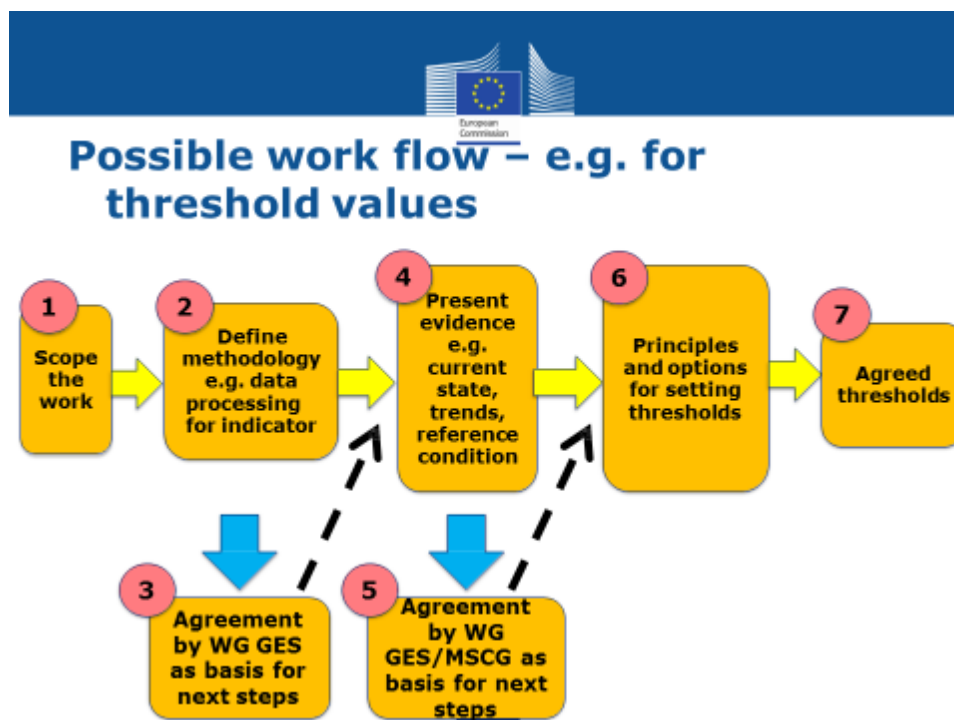 European
Commission
Possible work flow – e.g. for
threshold values
1
Scope
the
work
2
Define
methodology
e.g. data
processing
for indicator
3
Agreement
by WG GES as
basis for
next steps
4
Present
evidence
e.g.
current
state,
trends,
reference
condition
5
Agreement
by WG
GES/MSCG as
basis for next
steps
6
Principles
and options
for setting
thresholds
7
Agreed
thresholds